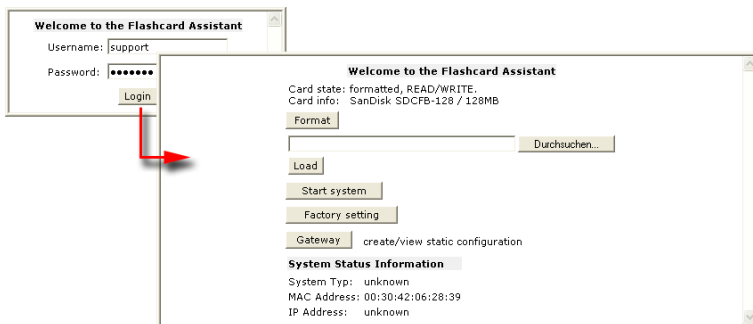 Welcome to the Flashcard Assistant
Username: support
Password: •••••••
Login
Welcome to the Flashcard Assistant
Card state: formatted, READ/WRITE.
Card info: SanDisk SDCFB-128 / 128MB
Format
Durchsuchen...
Load
Start system
Factory setting
Gateway create/view static configuration
System Status Information
System Typ: unknown
MAC Address: 00:30:42:06:28:39
IP Address: unknown